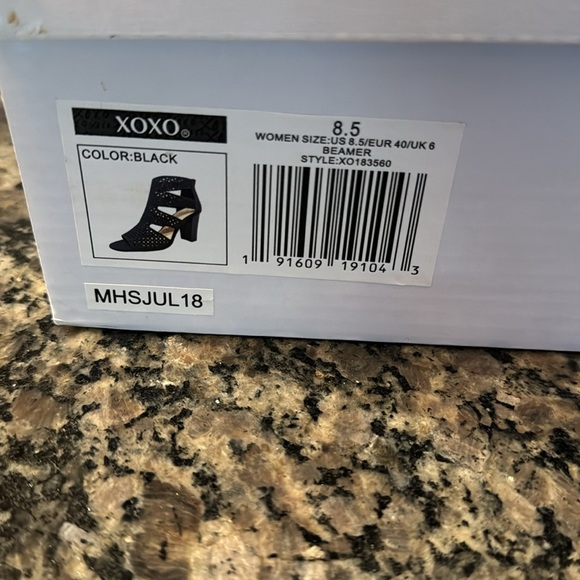 XOXO®
COLOR:BLACK
8.5
WOMEN SIZE:US 8.5/EUR 40/UK 6
BEAMER
STYLE:XO183560
1 91609 19104 3
MHSJUL18